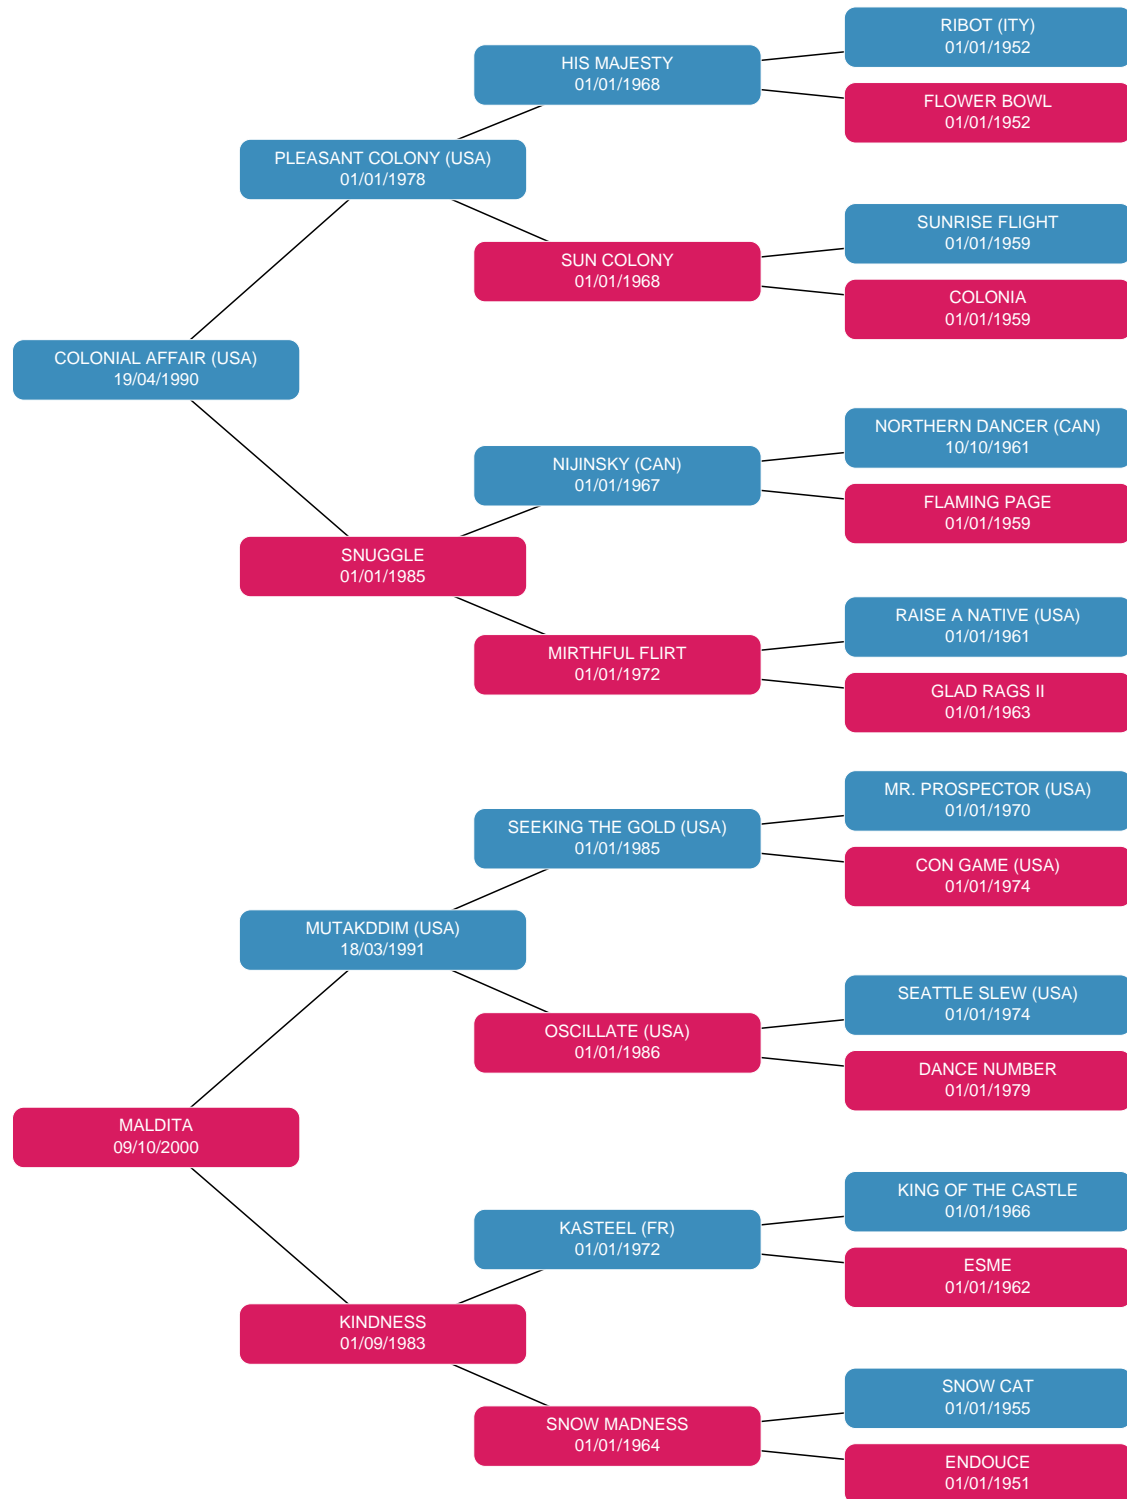 RIBOT (ITY)
01/01/1952
HIS MAJESTY
01/01/1968
FLOWER BOWL
01/01/1952
PLEASANT COLONY (USA)
01/01/1978
SUNRISE FLIGHT
01/01/1959
SUN COLONY
01/01/1968
COLONIA
01/01/1959
COLONIAL AFFAIR (USA)
19/04/1990
NORTHERN DANCER (CAN)
10/10/1961
NIJINSKY (CAN)
01/01/1967
FLAMING PAGE
01/01/1959
SNUGGLE
01/01/1985
RAISE A NATIVE (USA)
01/01/1961
MIRTHFUL FLIRT
01/01/1972
GLAD RAGS II
01/01/1963
MR. PROSPECTOR (USA)
01/01/1970
SEEKING THE GOLD (USA)
01/01/1985
CON GAME (USA)
01/01/1974
MUTAKDDIM (USA)
18/03/1991
SEATTLE SLEW (USA)
01/01/1974
OSCILLATE (USA)
01/01/1986
DANCE NUMBER
01/01/1979
MALDITA
09/10/2000
KING OF THE CASTLE
01/01/1966
KASTEEL (FR)
01/01/1972
ESME
01/01/1962
KINDNESS
01/09/1983
SNOW CAT
01/01/1955
SNOW MADNESS
01/01/1964
ENDOUCE
01/01/1951